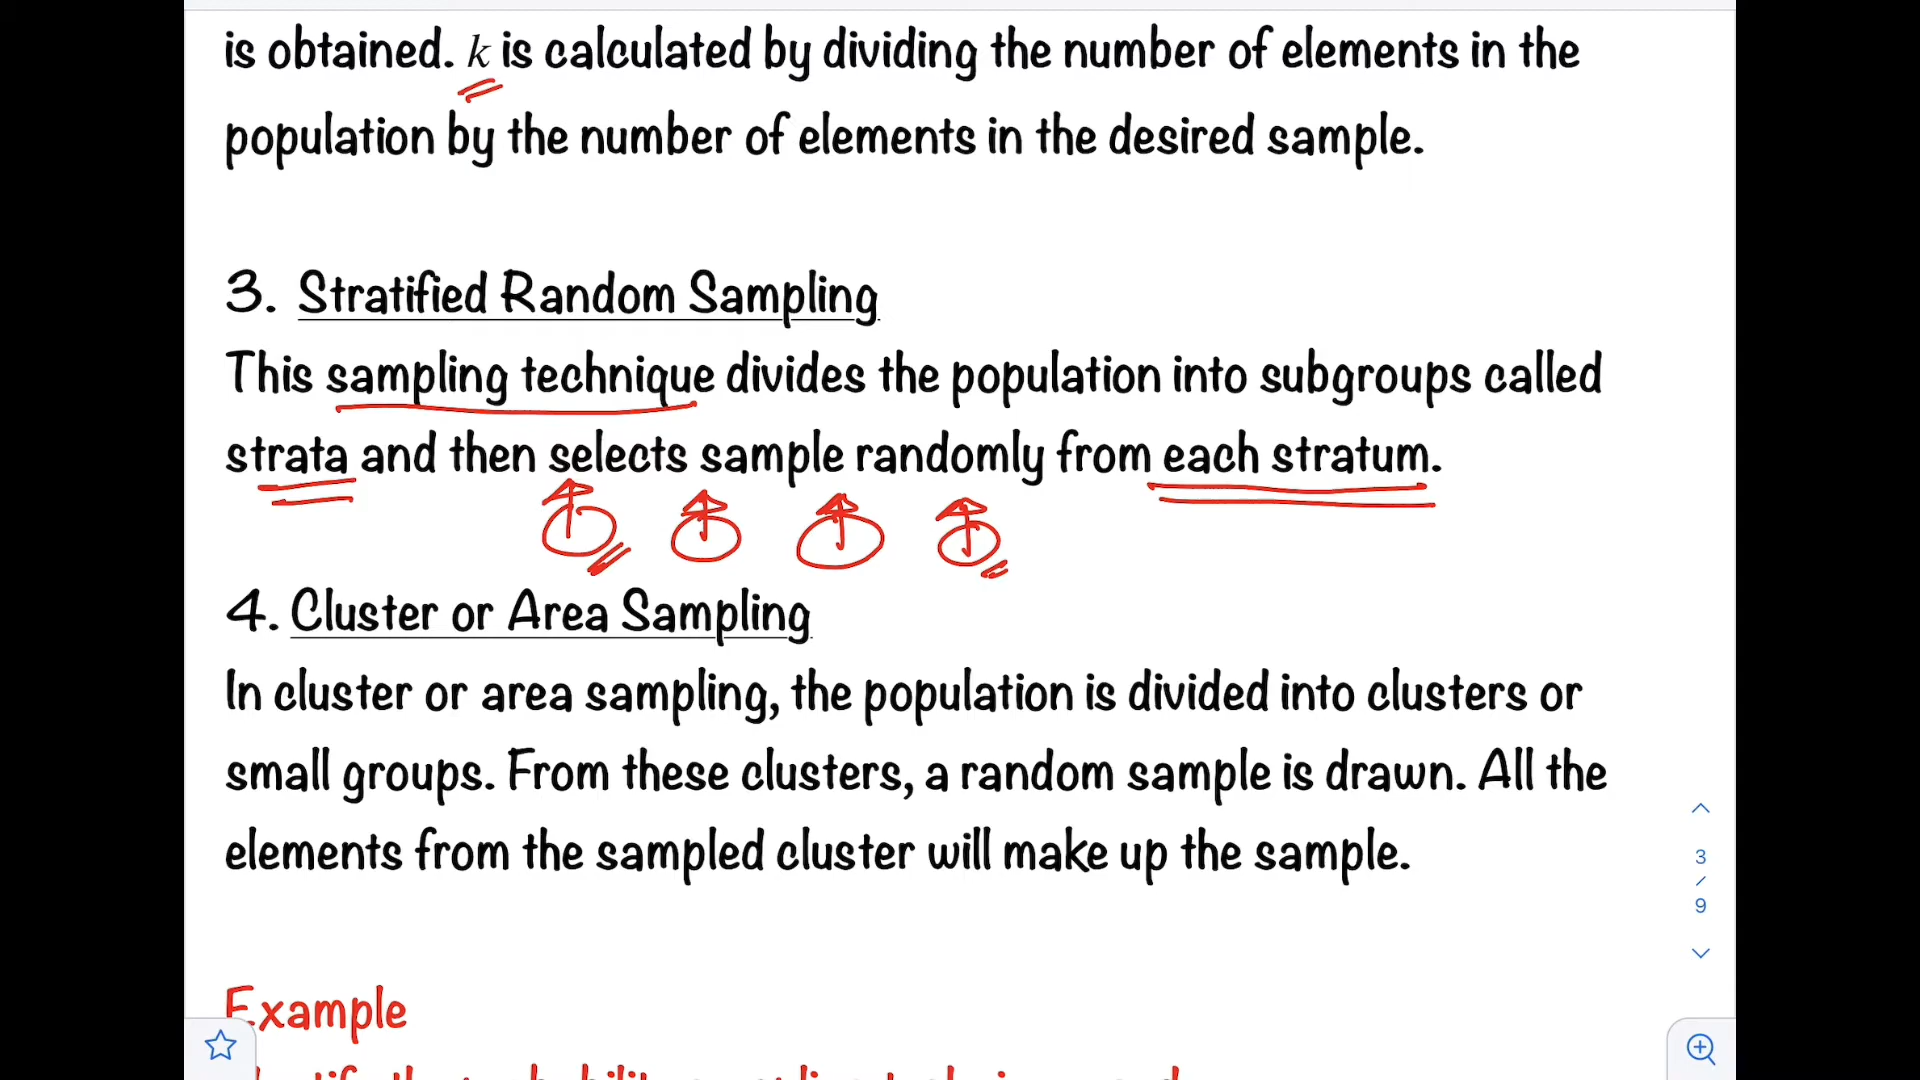 is obtained. k is calculated by dividing the number of elements in the
population by the number of elements in the desired sample.
3. Stratified Random Sampling
This sampling technique divides the population into subgroups called
strata and then selects sample randomly from each stratum.
4. Cluster or Area Sampling
In cluster or area sampling, the population is divided into clusters or
small groups. From these clusters, a random sample is drawn. All the
elements from the sampled cluster will make up the sample.
3
/
9
Example